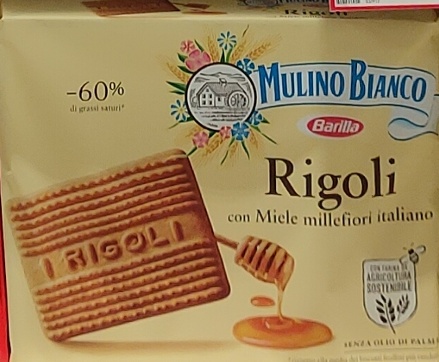 MULINO BIANCO
Barilla
-60%
di grassi saturi*
Rigoli
con Miele millefiori italiano
I RIGOLI
CON FARINA DI
AGRICOLTURA
SOSTENIBILE
SENZA OLIO DI PALMA